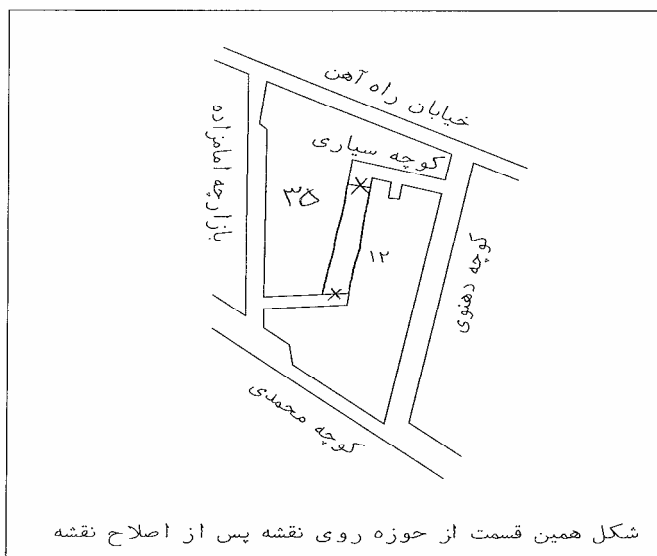 خیابان راه آهن
کوچه سیاری
بازارچه امامزاده
۳۵
۱۲
کوچه دهنوی
کوچه محمدی
شکل همین قسمت از حوزه روی نقشه پس از اصلاح نقشه